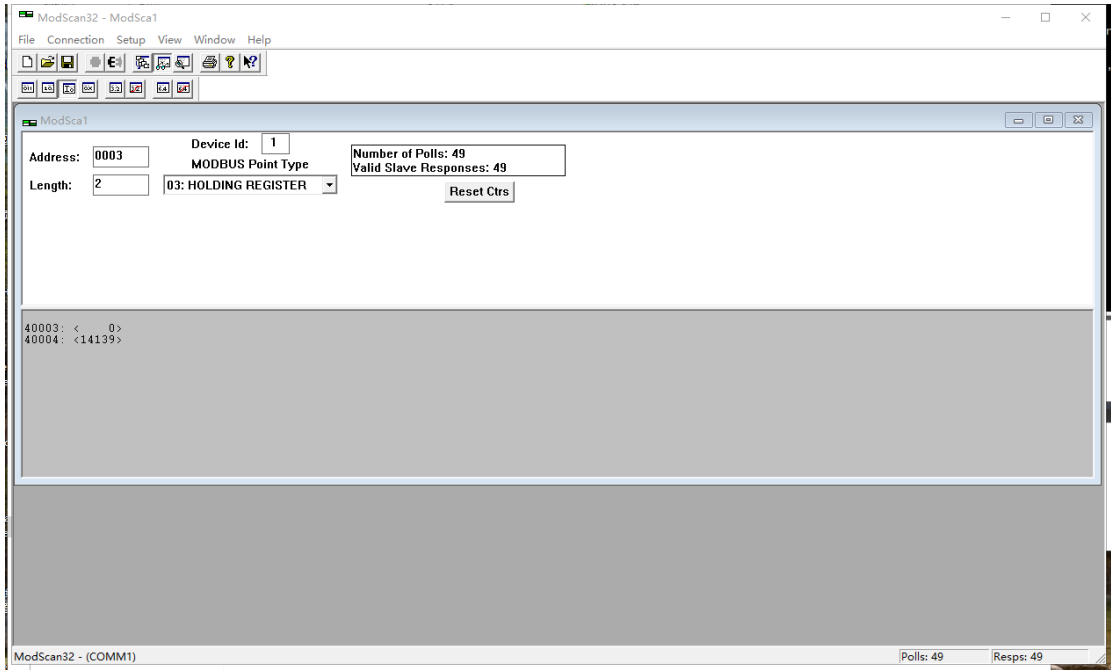 ModScan32 - ModSca1
File Connection Setup View Window Help
ModSca1
Address: 0003
Device Id: 1
MODBUS Point Type
Length: 2
03: HOLDING REGISTER
Number of Polls: 49
Valid Slave Responses: 49
Reset Ctrs
40003: <    0>
40004: <14139>
ModScan32 - (COMM1)
Polls: 49
Resps: 49